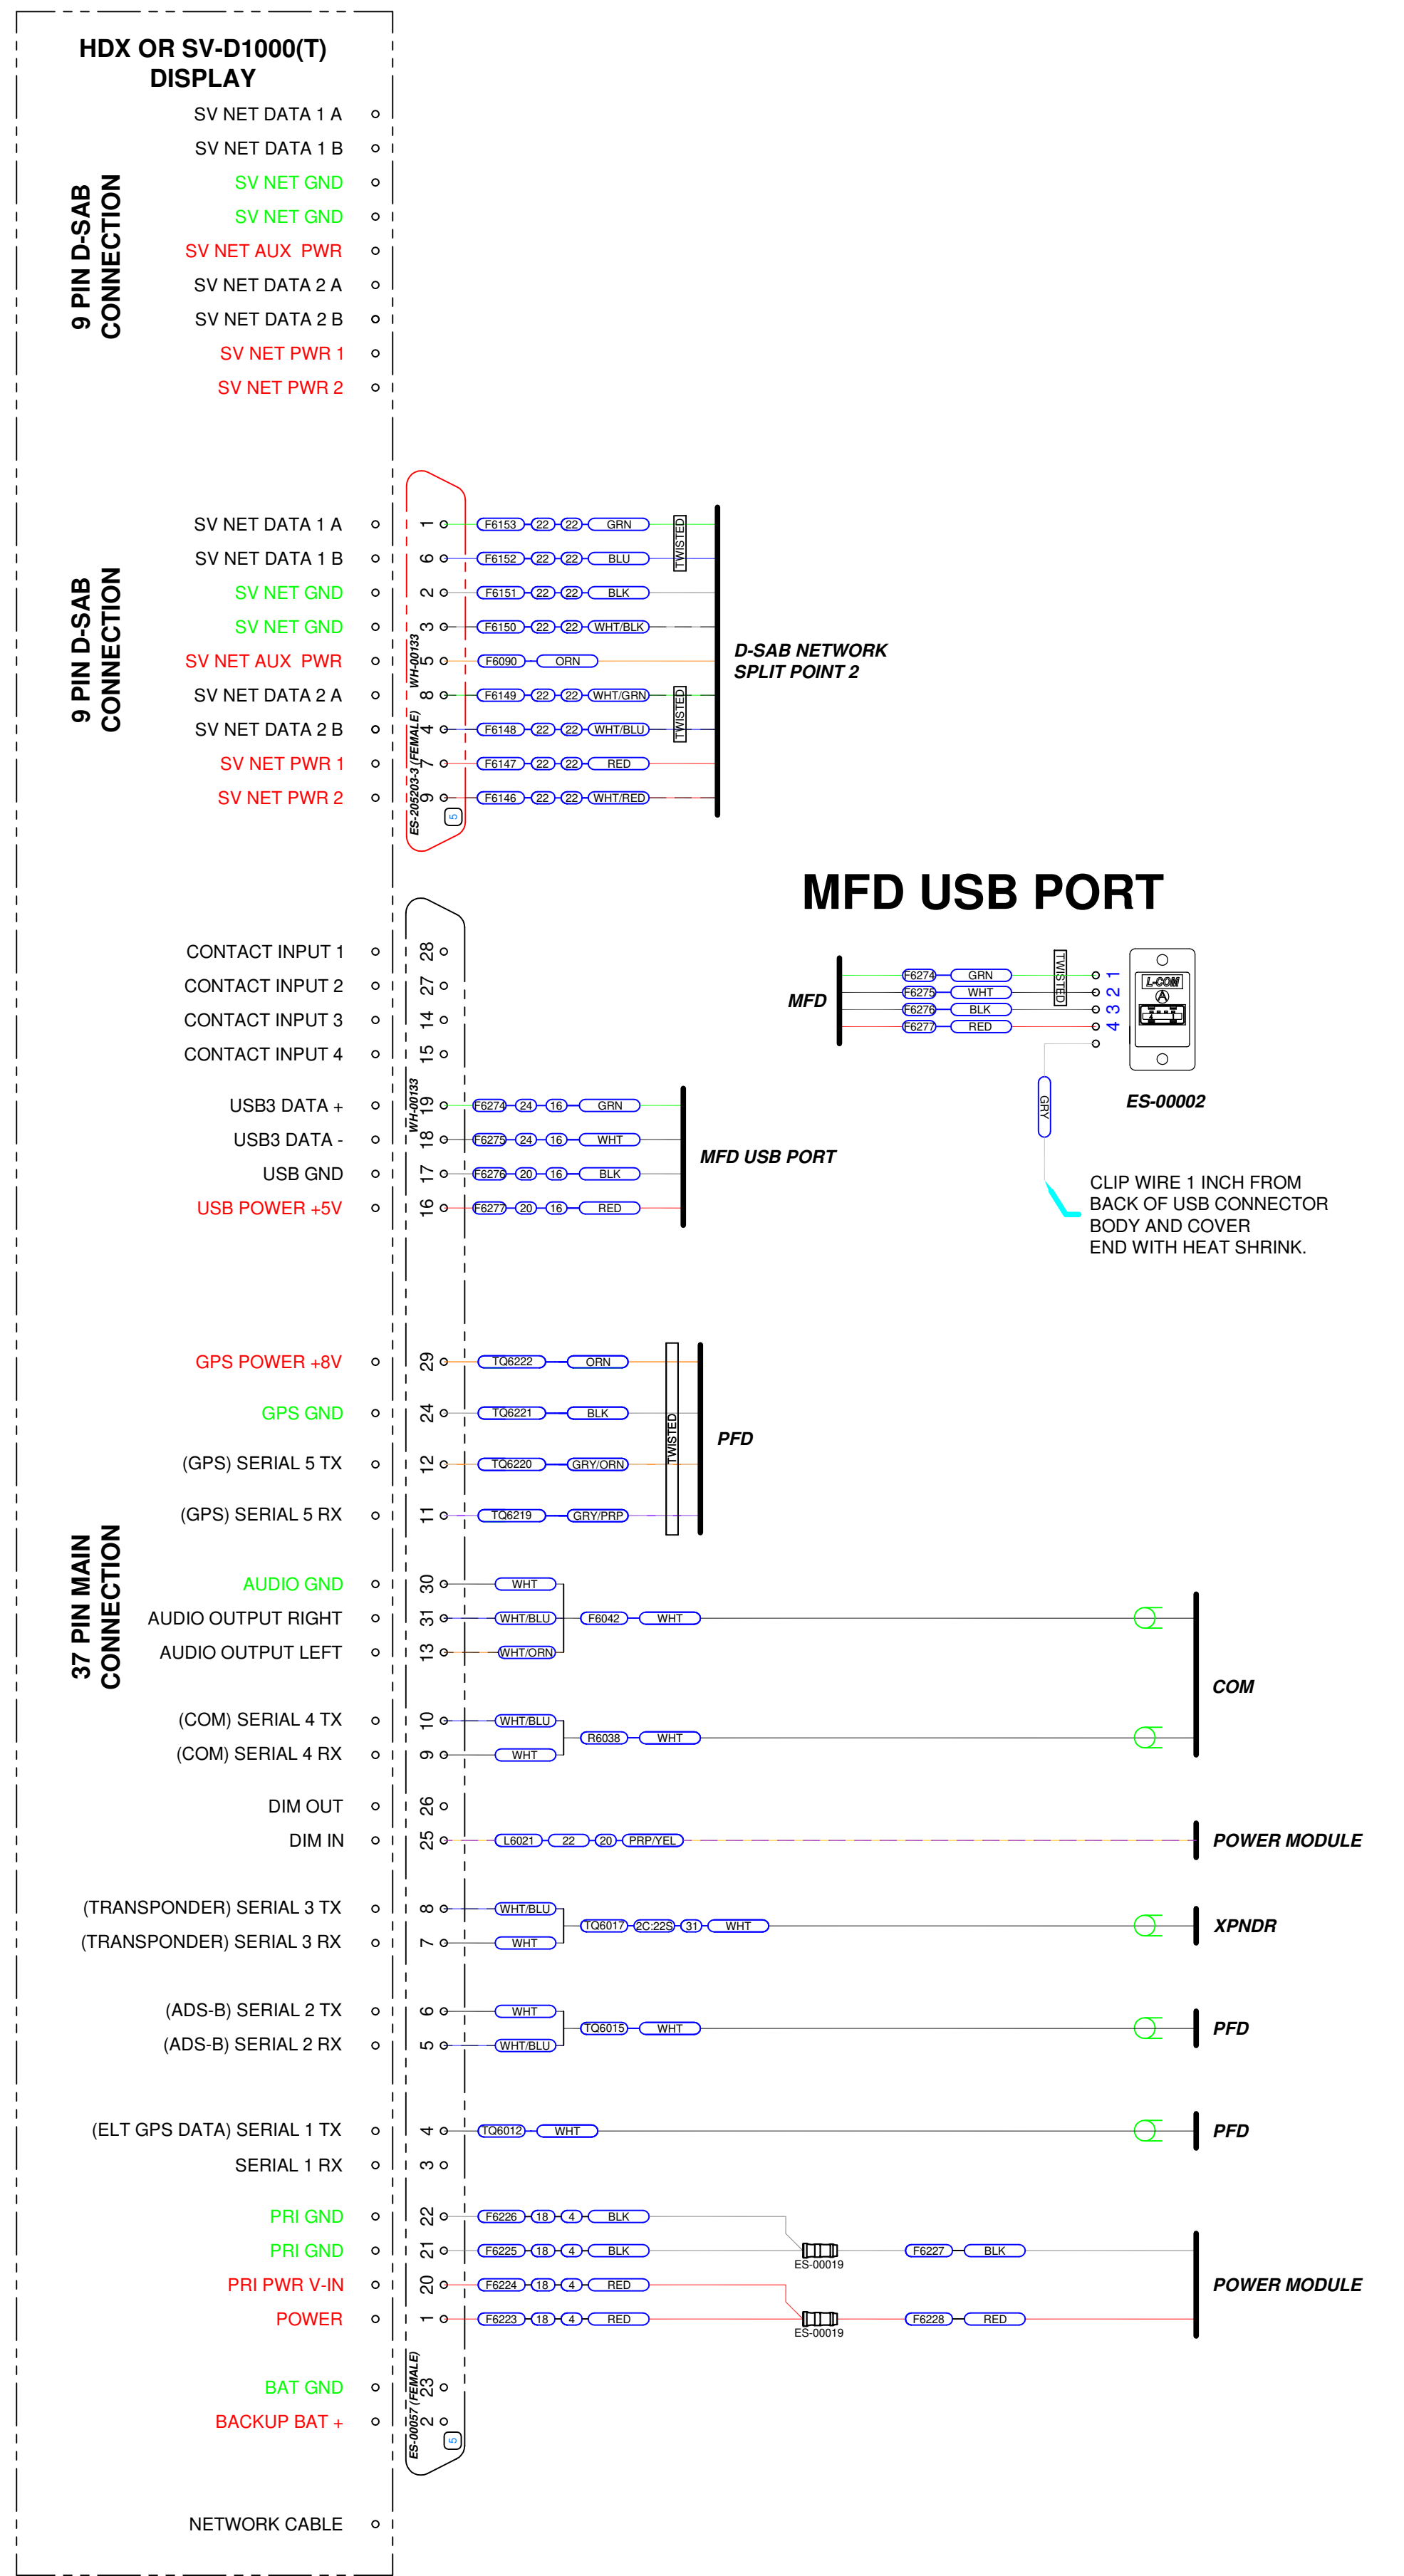 HDX OR SV-D1000(T)
DISPLAY
9 PIN D-SAB
CONNECTION
SV NET DATA 1 A
SV NET DATA 1 B
SV NET GND
SV NET GND
SV NET AUX PWR
SV NET DATA 2 A
SV NET DATA 2 B
SV NET PWR 1
SV NET PWR 2
9 PIN D-SAB
CONNECTION
SV NET DATA 1 A 1 F6153 22 22 GRN
SV NET DATA 1 B 6 F6152 22 22 BLU
TWISTED
SV NET GND 2 F6151 22 22 BLK
SV NET GND 3 F6150 22 22 WHT/BLK
SV NET AUX PWR 5 F6090 ORN
SV NET DATA 2 A 8 F6149 22 22 WHT/GRN
SV NET DATA 2 B 4 F6148 22 22 WHT/BLU
TWISTED
SV NET PWR 1 7 F6147 22 22 RED
SV NET PWR 2 9 F6146 22 22 WHT/RED
WH-00133
ES-205203-3 (FEMALE)
5
D-SAB NETWORK
SPLIT POINT 2
MFD USB PORT
MFD
F6274 GRN 1
F6275 WHT 2
F6276 BLK 3
F6277 RED 4
TWISTED
L-COM
A
GRY
ES-00002
CLIP WIRE 1 INCH FROM
BACK OF USB CONNECTOR
BODY AND COVER
END WITH HEAT SHRINK.
37 PIN MAIN
CONNECTION
CONTACT INPUT 1 28
CONTACT INPUT 2 27
CONTACT INPUT 3 14
CONTACT INPUT 4 15
WH-00133
USB3 DATA + 19 F6274 24 16 GRN
USB3 DATA - 18 F6275 24 16 WHT
USB GND 17 F6276 20 16 BLK
USB POWER +5V 16 F6277 20 16 RED
MFD USB PORT
GPS POWER +8V 29 TQ6222 ORN
GPS GND 24 TQ6221 BLK
(GPS) SERIAL 5 TX 12 TQ6220 GRY/ORN
(GPS) SERIAL 5 RX 11 TQ6219 GRY/PRP
TWISTED
PFD
AUDIO GND 30 WHT
AUDIO OUTPUT RIGHT 31 WHT/BLU F6042 WHT
AUDIO OUTPUT LEFT 13 WHT/ORN
COM
(COM) SERIAL 4 TX 10 WHT/BLU
R6038 WHT
(COM) SERIAL 4 RX 9 WHT
DIM OUT 26
DIM IN 25 L6021 22 20 PRP/YEL POWER MODULE
(TRANSPONDER) SERIAL 3 TX 8 WHT/BLU
TQ6017 2C:22S 31 WHT XPNDR
(TRANSPONDER) SERIAL 3 RX 7 WHT
(ADS-B) SERIAL 2 TX 6 WHT
TQ6015 WHT PFD
(ADS-B) SERIAL 2 RX 5 WHT/BLU
(ELT GPS DATA) SERIAL 1 TX 4 TQ6012 WHT PFD
SERIAL 1 RX 3
PRI GND 22 F6226 18 4 BLK
PRI GND 21 F6225 18 4 BLK F6227 BLK
ES-00019
PRI PWR V-IN 20 F6224 18 4 RED POWER MODULE
POWER 1 F6223 18 4 RED F6228 RED
ES-00019
BAT GND 23
BACKUP BAT + 2
ES-00057 (FEMALE)
5
NETWORK CABLE